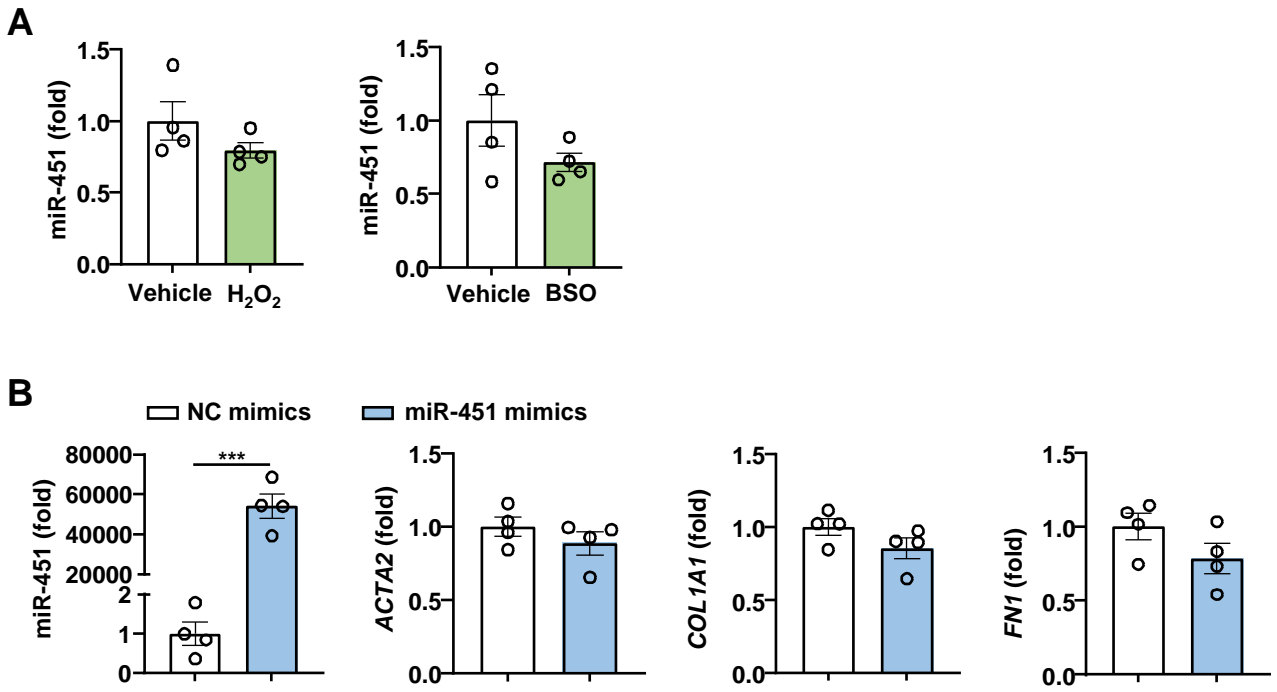 A
miR-451 (fold)
1.5
1.0
0.5
0.0
Vehicle H₂O₂
miR-451 (fold)
1.5
1.0
0.5
0.0
Vehicle BSO
B
NC mimics miR-451 mimics
miR-451 (fold)
80000
60000
40000
20000
2
1
0
***
ACTA2 (fold)
1.5
1.0
0.5
0.0
COL1A1 (fold)
1.5
1.0
0.5
0.0
FN1 (fold)
1.5
1.0
0.5
0.0